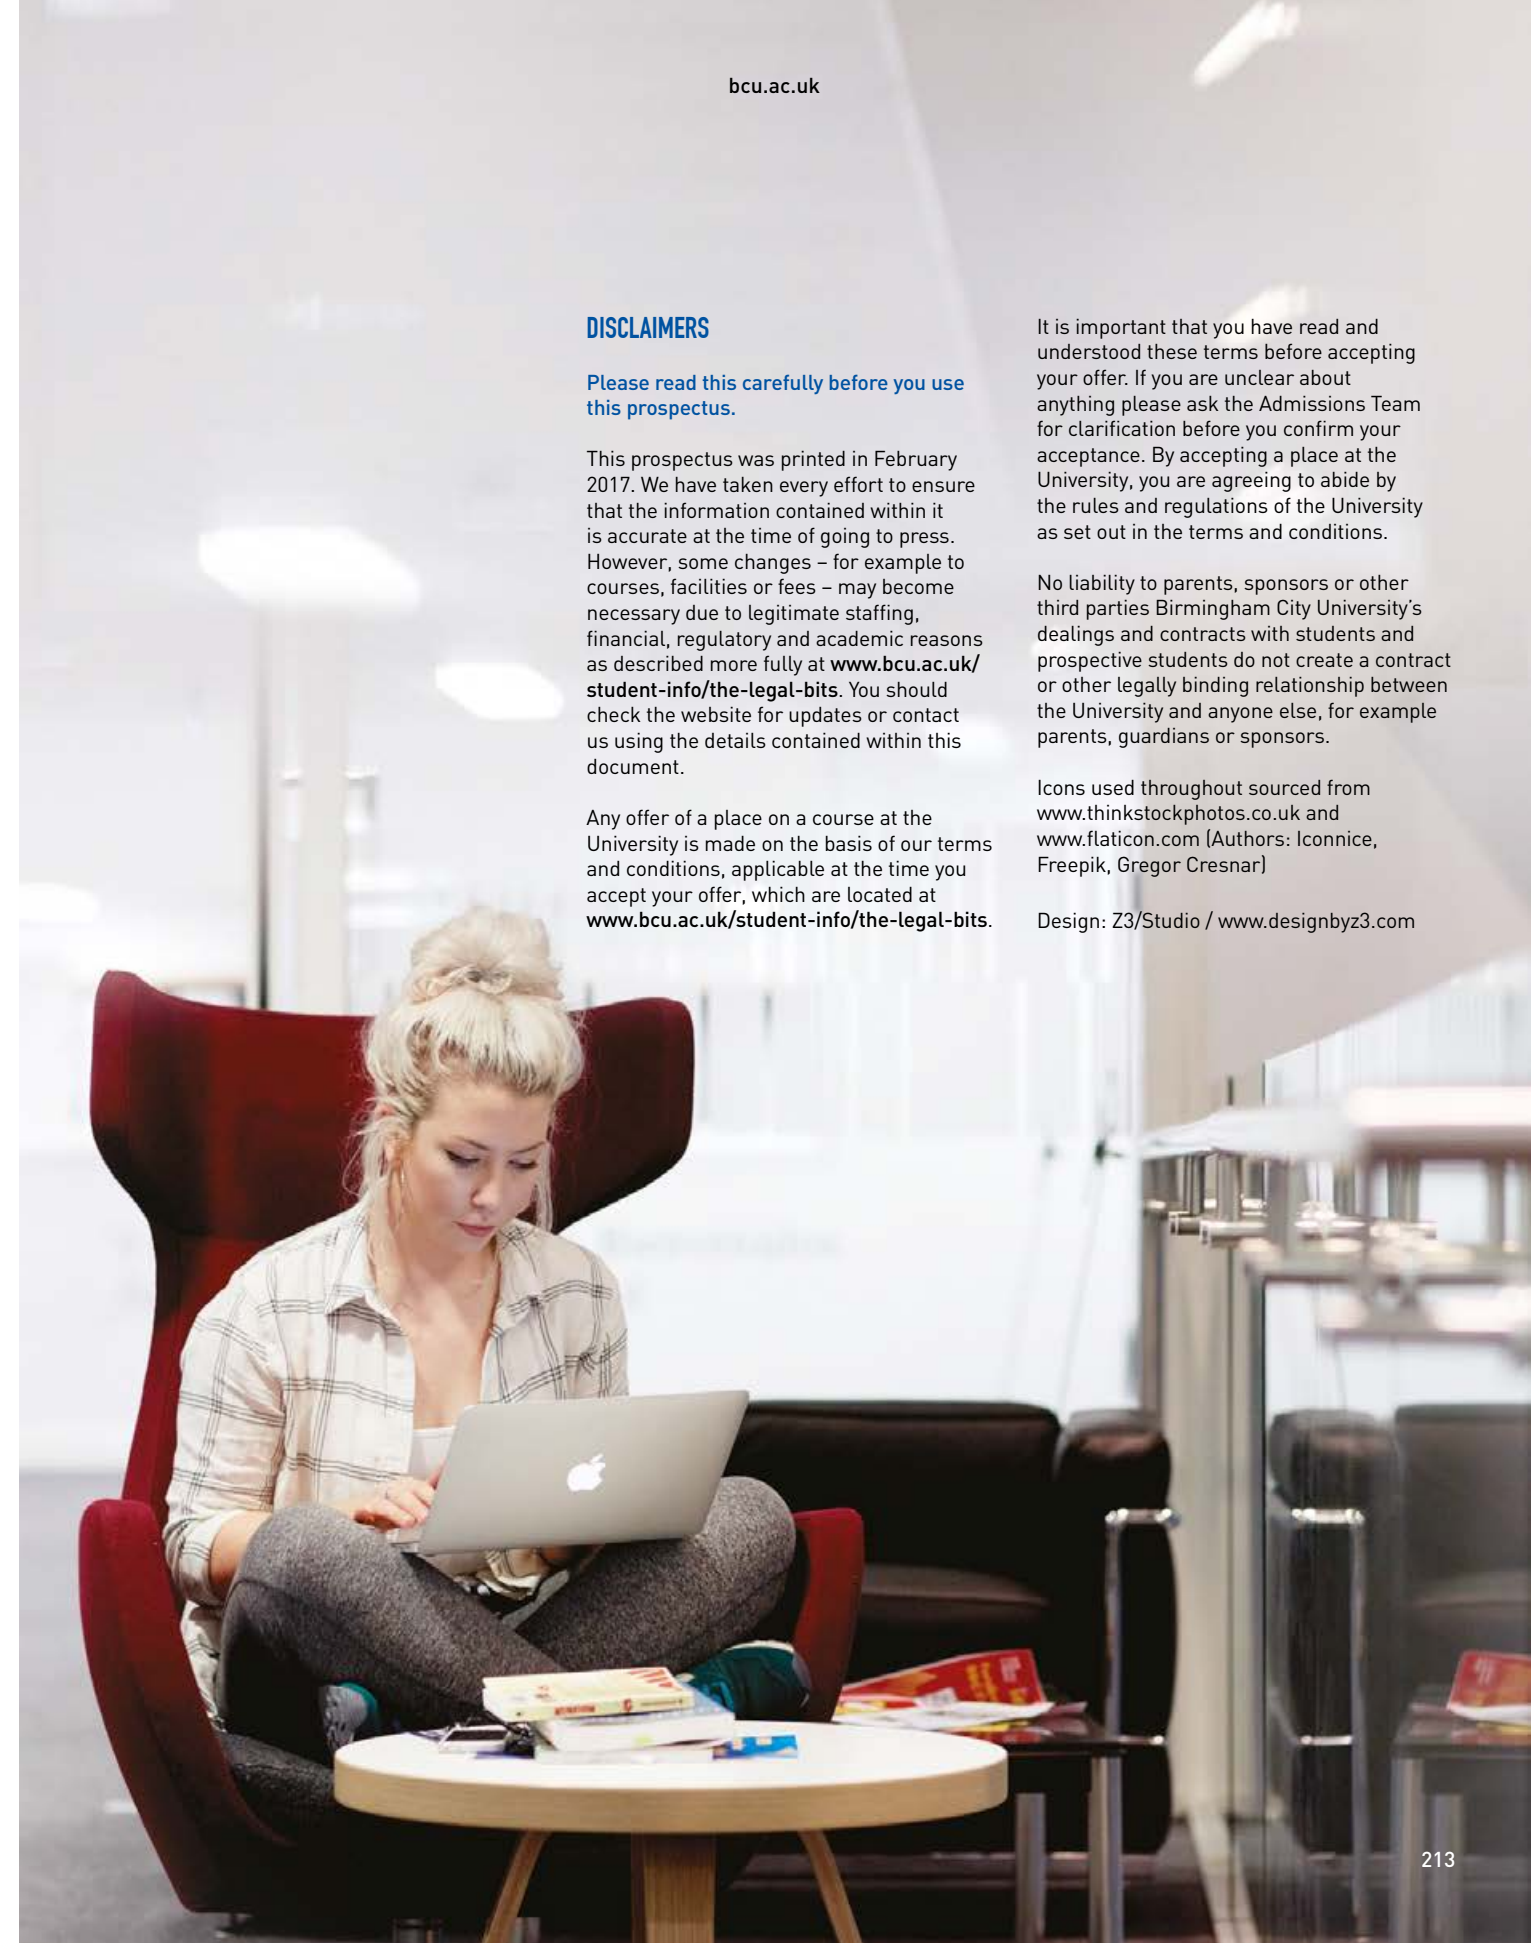 bcu.ac.uk
DISCLAIMERS
Please read this carefully before you use
this prospectus.
This prospectus was printed in February
2017. We have taken every effort to ensure
that the information contained within it
is accurate at the time of going to press.
However, some changes – for example to
courses, facilities or fees – may become
necessary due to legitimate staffing,
financial, regulatory and academic reasons
as described more fully at www.bcu.ac.uk/
student-info/the-legal-bits. You should
check the website for updates or contact
us using the details contained within this
document.
Any offer of a place on a course at the
University is made on the basis of our terms
and conditions, applicable at the time you
accept your offer, which are located at
www.bcu.ac.uk/student-info/the-legal-bits.
It is important that you have read and
understood these terms before accepting
your offer. If you are unclear about
anything please ask the Admissions Team
for clarification before you confirm your
acceptance. By accepting a place at the
University, you are agreeing to abide by
the rules and regulations of the University
as set out in the terms and conditions.
No liability to parents, sponsors or other
third parties Birmingham City University’s
dealings and contracts with students and
prospective students do not create a contract
or other legally binding relationship between
the University and anyone else, for example
parents, guardians or sponsors.
Icons used throughout sourced from
www.thinkstockphotos.co.uk and
www.flaticon.com (Authors: Iconnice,
Freepik, Gregor Cresnar)
Design: Z3/Studio / www.designbyz3.com
213